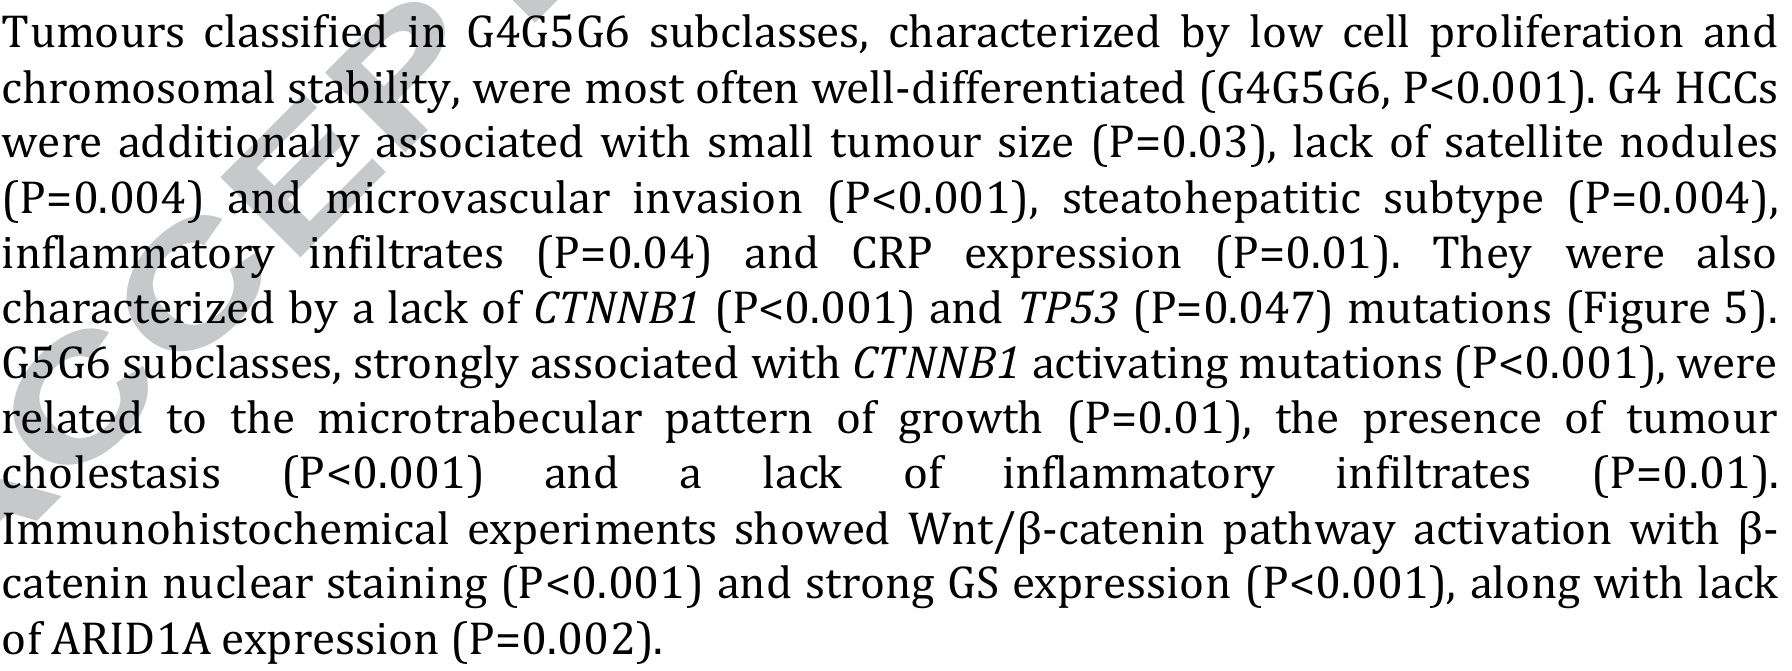 Tumours classified in G4G5G6 subclasses, characterized by low cell proliferation and
chromosomal stability, were most often well-differentiated (G4G5G6, P<0.001). G4 HCCs
were additionally associated with small tumour size (P=0.03), lack of satellite nodules
(P=0.004) and microvascular invasion (P<0.001), steatohepatitic subtype (P=0.004),
inflammatory infiltrates (P=0.04) and CRP expression (P=0.01). They were also
characterized by a lack of CTNNB1 (P<0.001) and TP53 (P=0.047) mutations (Figure 5).
G5G6 subclasses, strongly associated with CTNNB1 activating mutations (P<0.001), were
related to the microtrabecular pattern of growth (P=0.01), the presence of tumour
cholestasis (P<0.001) and a lack of inflammatory infiltrates (P=0.01).
Immunohistochemical experiments showed Wnt/β-catenin pathway activation with β-
catenin nuclear staining (P<0.001) and strong GS expression (P<0.001), along with lack
of ARID1A expression (P=0.002).
ACCEP